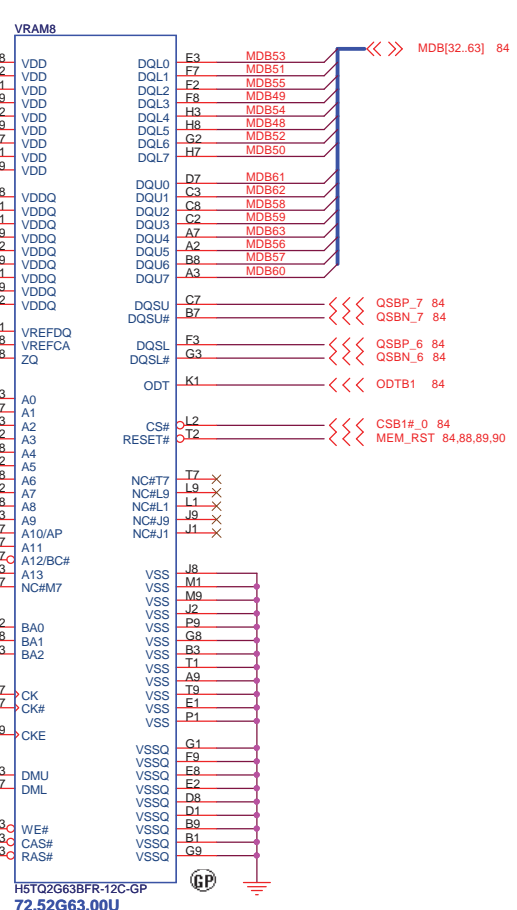 VRAM8
MDB[32..63] 84
VDD DQL0 E3 MDB53
VDD DQL1 F7 MDB51
VDD DQL2 F2 MDB55
VDD DQL3 F8 MDB49
VDD DQL4 H3 MDB54
VDD DQL5 H8 MDB48
VDD DQL6 G2 MDB52
VDD DQL7 H7 MDB50
VDD
DQU0 D7 MDB61
VDDQ DQU1 C3 MDB62
VDDQ DQU2 C8 MDB58
VDDQ DQU3 C2 MDB59
VDDQ DQU4 A7 MDB63
VDDQ DQU5 A2 MDB56
VDDQ DQU6 B8 MDB57
VDDQ DQU7 A3 MDB60
VDDQ
VDDQ DQSU C7 QSBP_7 84
DQSU# B7 QSBN_7 84
VREFDQ
VREFCA DQSL F3 QSBP_6 84
ZQ DQSL# G3 QSBN_6 84
ODT K1 ODTB1 84
A0
A1
A2 CS# L2 CSB1#_0 84
A3 RESET# T2 MEM_RST 84,88,89,90
A4
A5
A6 NC#T7 T7
A7 NC#L9 L9
A8 NC#L1 L1
A9 NC#J9 J9
A10/AP NC#J1 J1
A11
A12/BC#
A13 VSS J8
NC#M7 VSS M1
VSS M9
VSS J2
BA0 VSS P9
BA1 VSS G8
BA2 VSS B3
VSS T1
VSS A9
CK VSS T9
CK# VSS E1
VSS P1
CKE
VSSQ G1
VSSQ F9
DMU VSSQ E8
DML VSSQ E2
VSSQ D8
VSSQ D1
WE# VSSQ B9
CAS# VSSQ B1
RAS# VSSQ G9
GP
H5TQ2G63BFR-12C-GP
72.52G63.00U